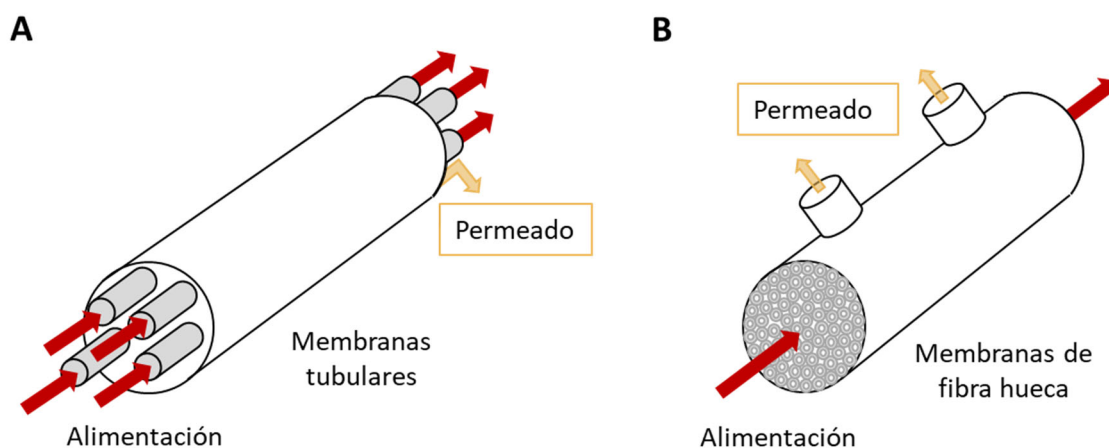 A
Permeado
Membranas
tubulares
Alimentación
B
Permeado
Membranas de
fibra hueca
Alimentación